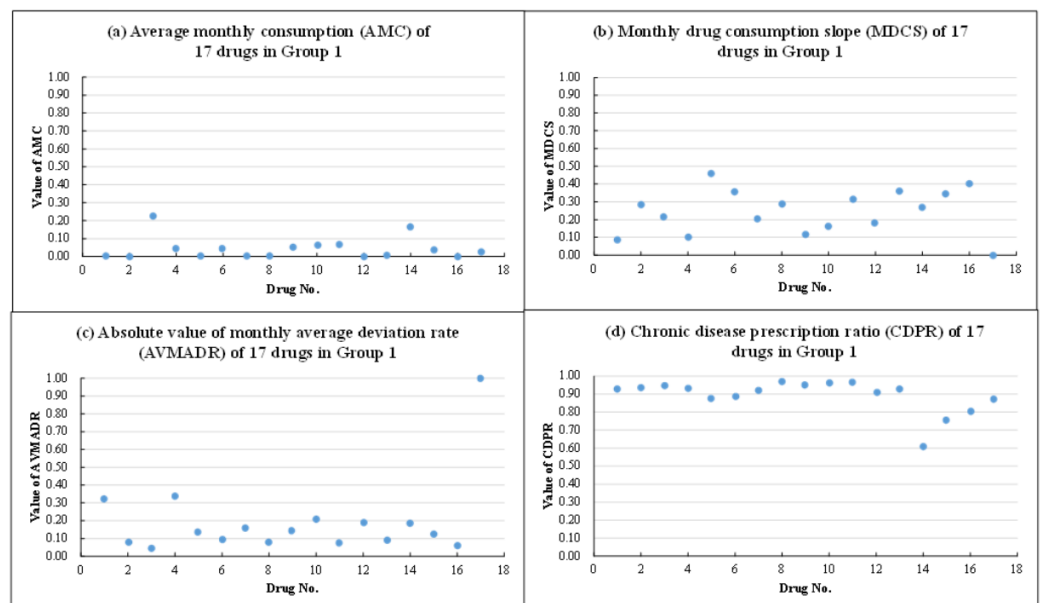 (a) Average monthly consumption (AMC) of
17 drugs in Group 1
1.00
0.90
0.80
0.70
0.60
0.50
0.40
0.30
0.20
0.10
0.00
Value of AMC
0 2 4 6 8 10 12 14 16 18
Drug No.
(b) Monthly drug consumption slope (MDCS) of 17
drugs in Group 1
1.00
0.90
0.80
0.70
0.60
0.50
0.40
0.30
0.20
0.10
0.00
Value of MDCS
0 2 4 6 8 10 12 14 16 18
Drug No.
(c) Absolute value of monthly average deviation rate
(AVMADR) of 17 drugs in Group 1
1.00
0.90
0.80
0.70
0.60
0.50
0.40
0.30
0.20
0.10
0.00
Value of AVMADR
0 2 4 6 8 10 12 14 16 18
Drug No.
(d) Chronic disease prescription ratio (CDPR) of 17
drugs in Group 1
1.00
0.90
0.80
0.70
0.60
0.50
0.40
0.30
0.20
0.10
0.00
Value of CDPR
0 2 4 6 8 10 12 14 16 18
Drug No.